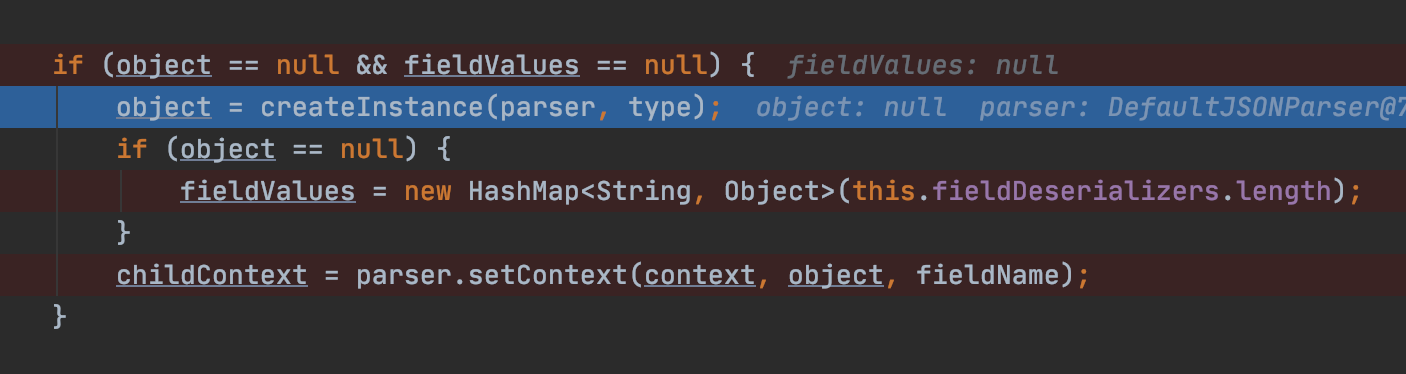 if (object == null && fieldValues == null) {  fieldValues: null
object = createInstance(parser, type);  object: null  parser: DefaultJSONParser@7
if (object == null) {
fieldValues = new HashMap<String, Object>(this.fieldDeserializers.length);
}
childContext = parser.setContext(context, object, fieldName);
}